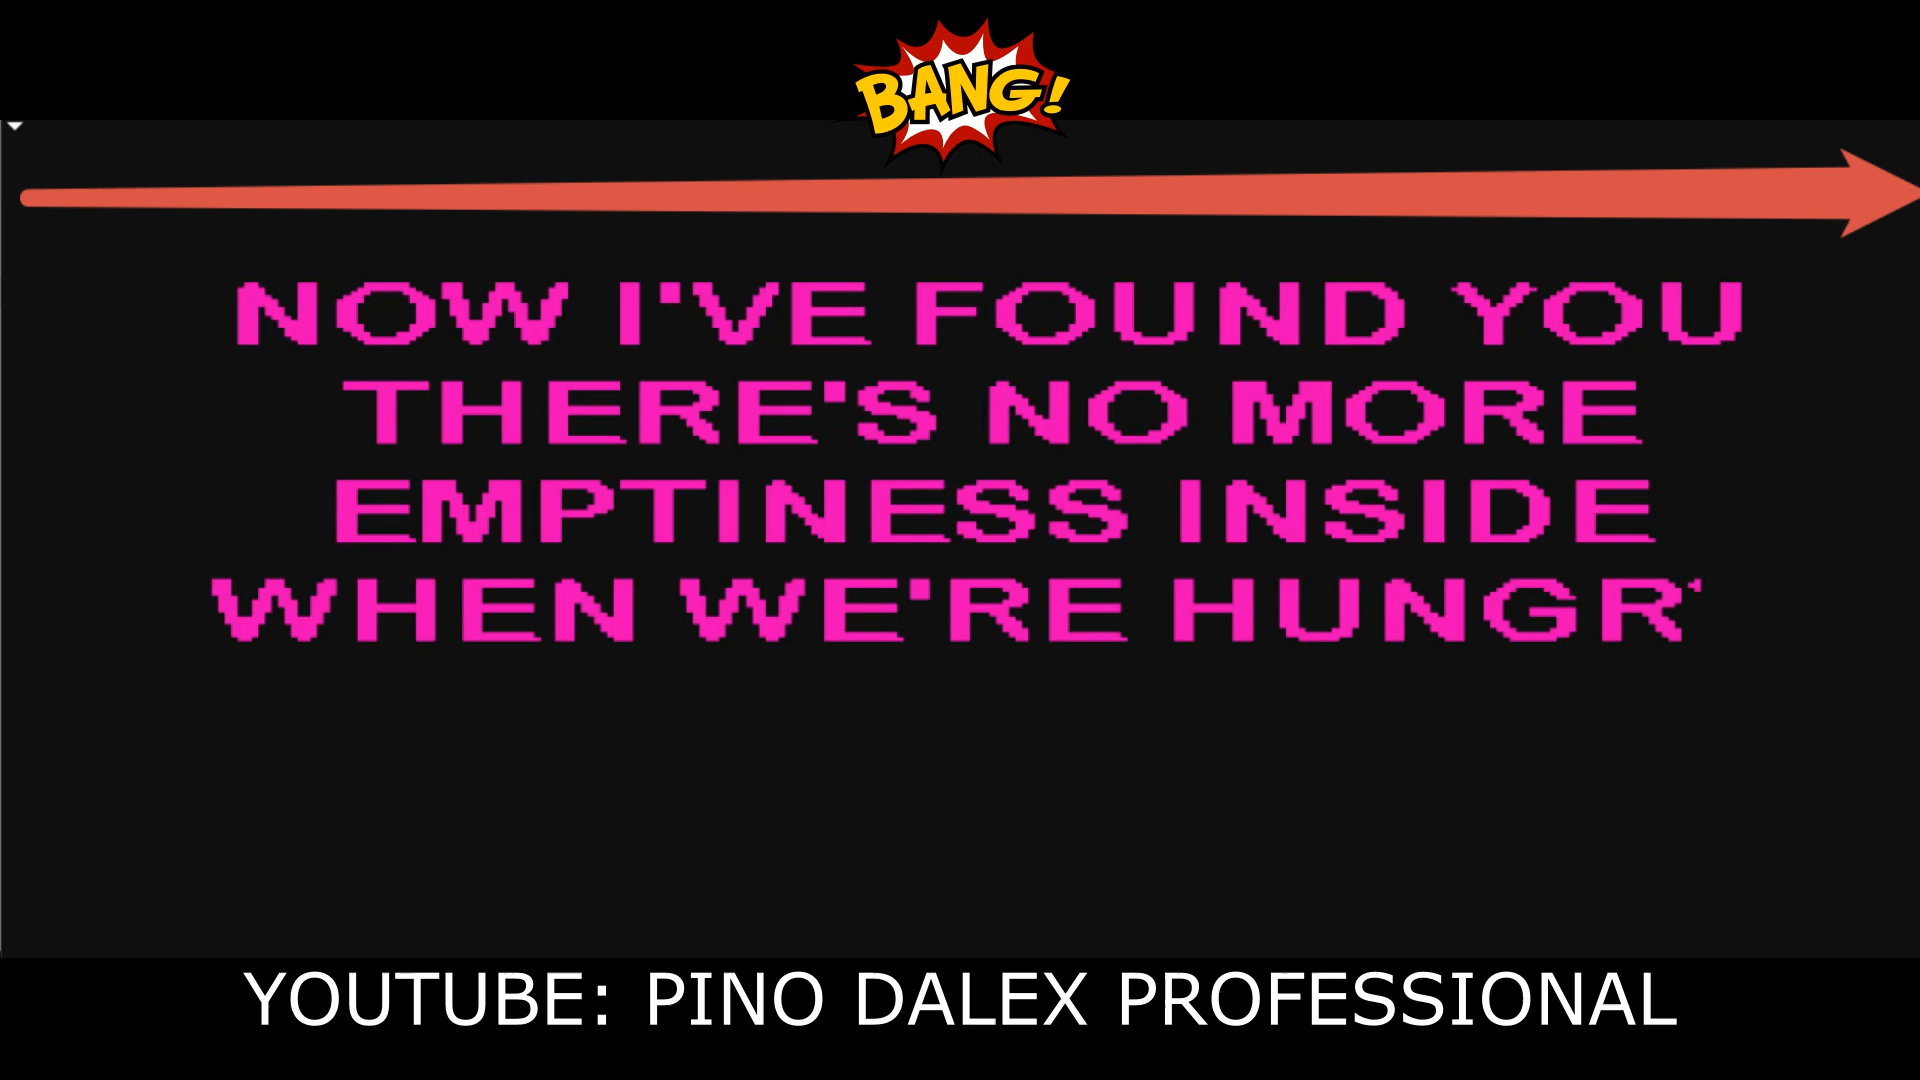 BANG!
NOW I'VE FOUND YOU
THERE'S NO MORE
EMPTINESS INSIDE
WHEN WE'RE HUNGR
YOUTUBE: PINO DALEX PROFESSIONAL